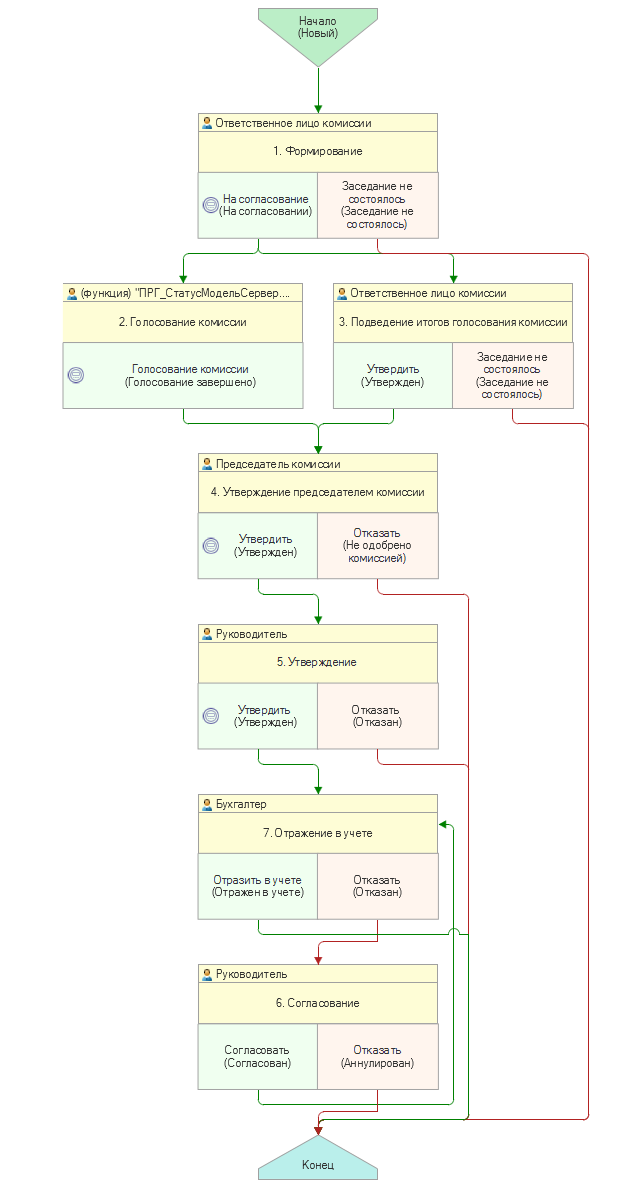 Начало
(Новый)
Ответственное лицо комиссии
1. Формирование
На согласование
(На согласовании)
Заседание не
состоялось
(Заседание не
состоялось)
(функция) "ПРГ_СтатусМодельСервер....
2. Голосование комиссии
Голосование комиссии
(Голосование завершено)
Ответственное лицо комиссии
3. Подведение итогов голосования комиссии
Утвердить
(Утвержден)
Заседание не
состоялось
(Заседание не
состоялось)
Председатель комиссии
4. Утверждение председателем комиссии
Утвердить
(Утвержден)
Отказать
(Не одобрено
комиссией)
Руководитель
5. Утверждение
Утвердить
(Утвержден)
Отказать
(Отказан)
Бухгалтер
7. Отражение в учете
Отразить в учете
(Отражен в учете)
Отказать
(Отказан)
Руководитель
6. Согласование
Согласовать
(Согласован)
Отказать
(Аннулирован)
Конец